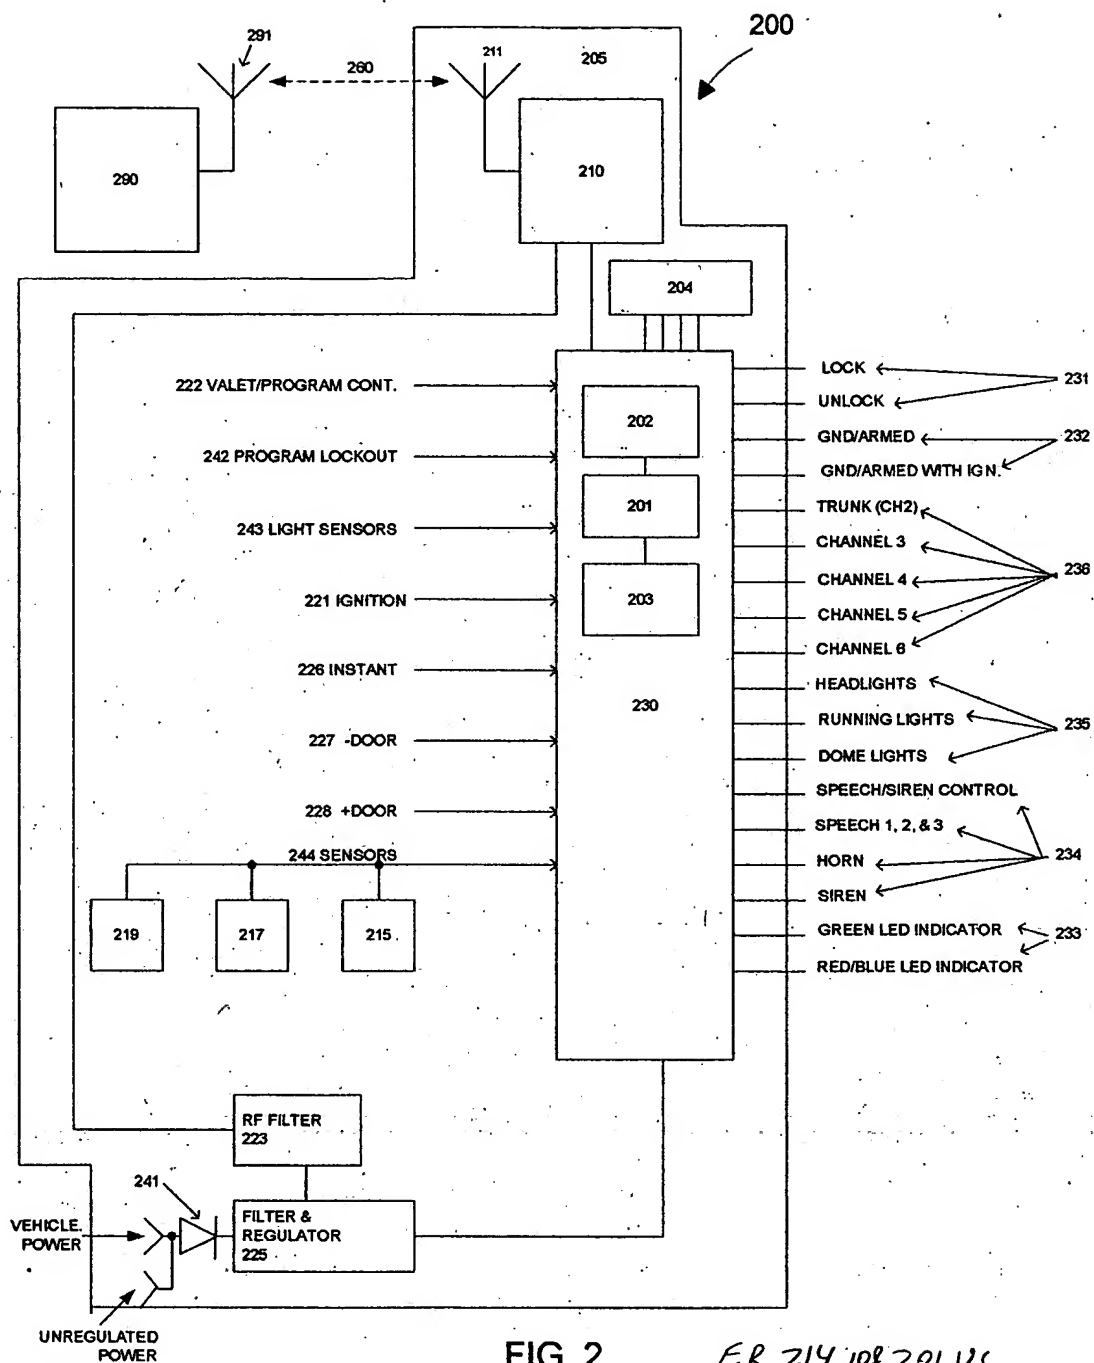 200
291
260
211
205
290
210
204
222 VALET/PROGRAM CONT.
242 PROGRAM LOCKOUT
243 LIGHT SENSORS
221 IGNITION
226 INSTANT
227 -DOOR
228 +DOOR
244 SENSORS
219
217
215
202
201
203
230
LOCK
UNLOCK
231
GND/ARMED
GND/ARMED WITH IGN.
232
TRUNK (CH2)
CHANNEL 3
CHANNEL 4
CHANNEL 5
CHANNEL 6
236
HEADLIGHTS
RUNNING LIGHTS
DOME LIGHTS
235
SPEECH/SIREN CONTROL
SPEECH 1, 2, & 3
HORN
SIREN
234
GREEN LED INDICATOR
RED/BLUE LED INDICATOR
233
RF FILTER
223
241
FILTER &
REGULATOR
225
VEHICLE.
POWER
UNREGULATED
POWER
FIG. 2